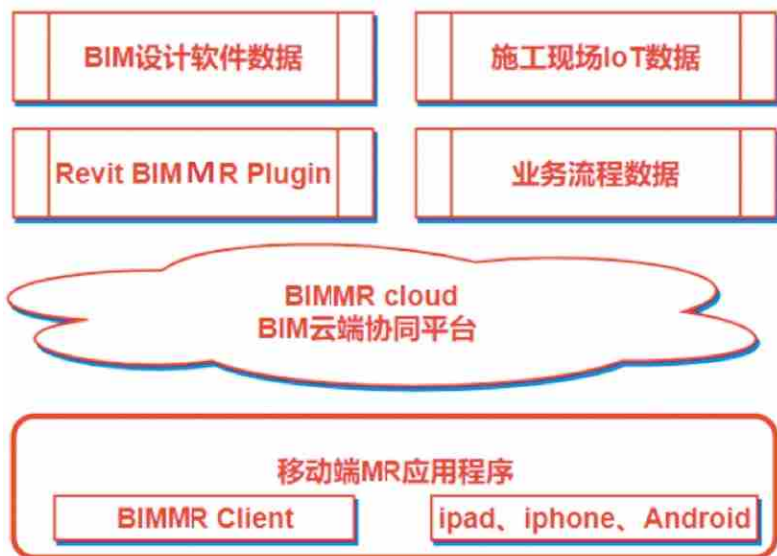 BIM设计软件数据
施工现场IoT数据
Revit BIMMR Plugin
业务流程数据
BIMMR cloud
BIM云端协同平台
移动端MR应用程序
BIMMR Client
ipad、iphone、Android